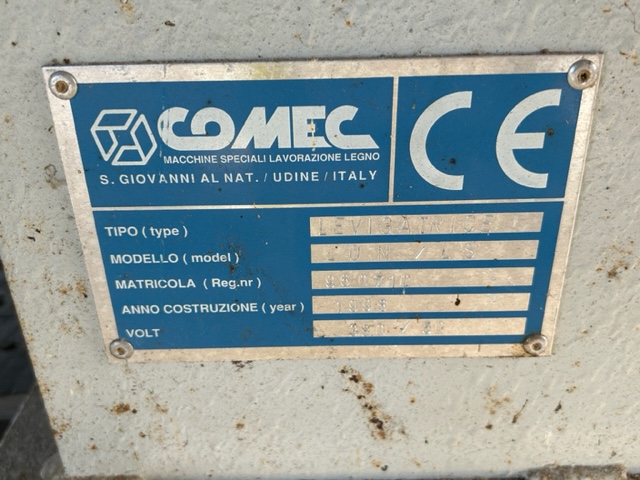 COMEC
MACCHINE SPECIALI LAVORAZIONE LEGNO
S. GIOVANNI AL NAT. / UDINE / ITALY
CE
TIPO ( type ) LEVIGATRICE
MODELLO ( model )
MATRICOLA ( Reg.nr )
ANNO COSTRUZIONE ( year )
VOLT